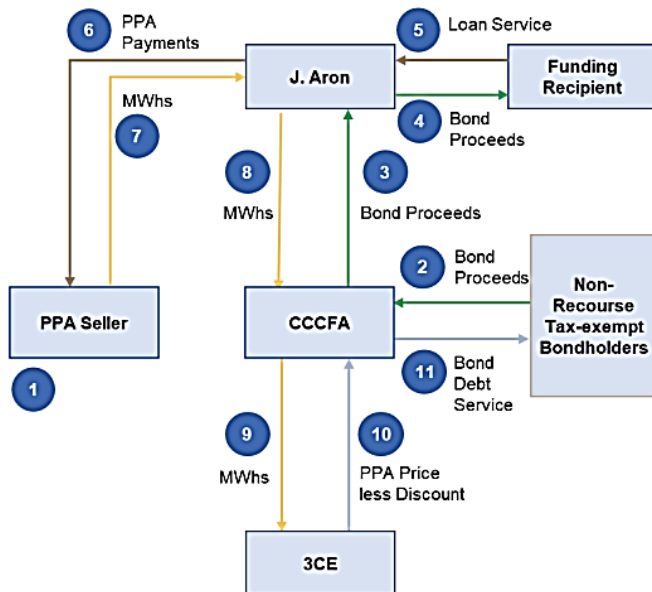 6
PPA
Payments
5
Loan Service
J. Aron
Funding
Recipient
MWhs
7
4
Bond
Proceeds
8
MWhs
3
Bond Proceeds
2
Bond
Proceeds
Non-
Recourse
Tax-exempt
Bondholders
PPA Seller
CCCFA
1
11
Bond
Debt
Service
9
MWhs
10
PPA Price
less Discount
3CE